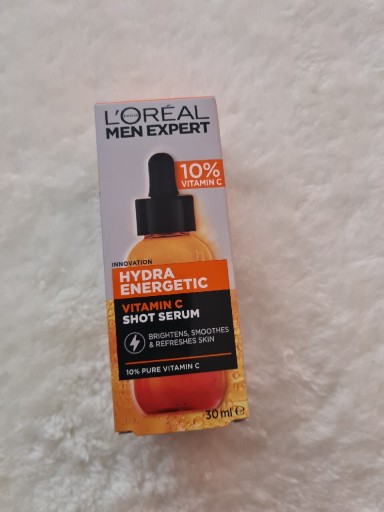 L'ORÉAL
MEN EXPERT
10%
VITAMIN C
INNOVATION
HYDRA
ENERGETIC
VITAMIN C
SHOT SERUM
BRIGHTENS, SMOOTHES
& REFRESHES SKIN
10% PURE VITAMIN C
30 ml ℮